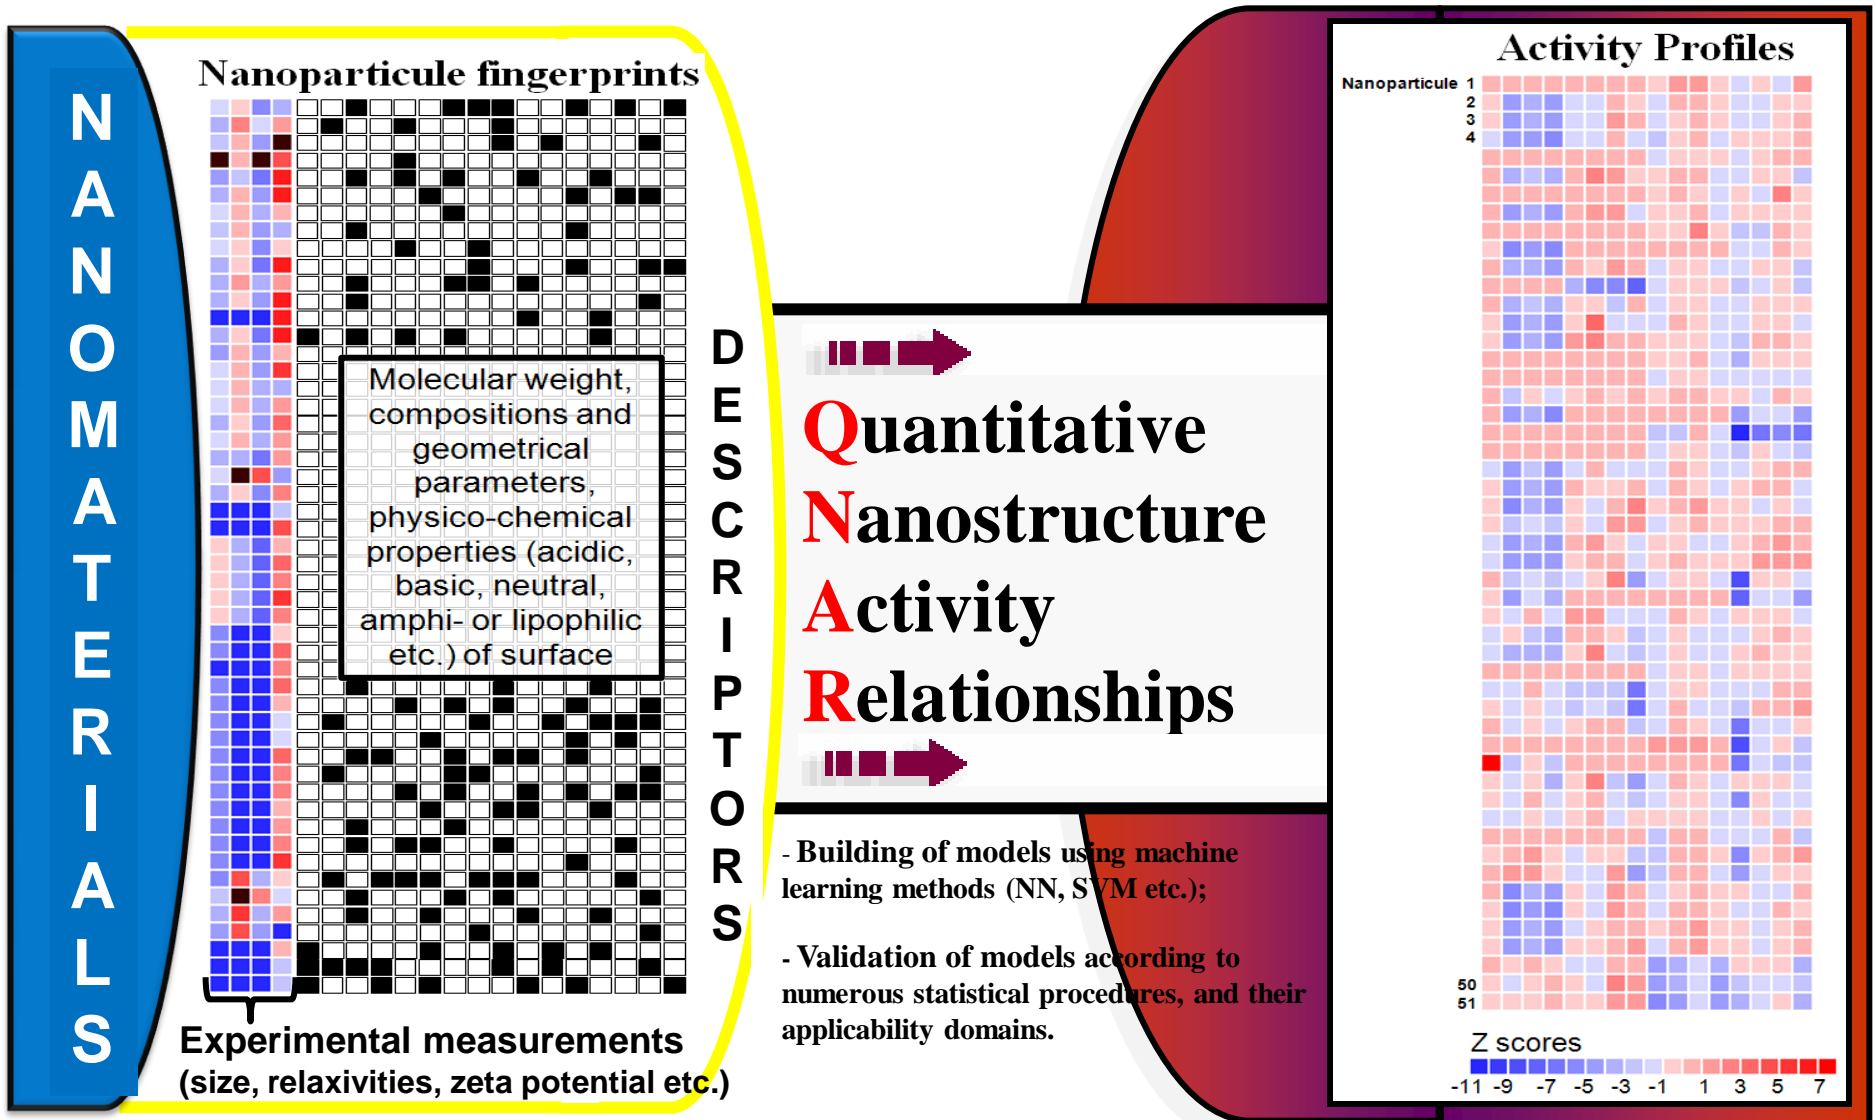 NANOMATERIALS
Nanoparticule fingerprints
Molecular weight,
compositions and
geometrical
parameters,
physico-chemical
properties (acidic,
basic, neutral,
amphi- or lipophilic
etc.) of surface
Experimental measurements
(size, relaxivities, zeta potential etc.)
DESCRIPTORS
Quantitative
Nanostructure
Activity
Relationships
- Building of models using machine
learning methods (NN, SVM etc.);
- Validation of models according to
numerous statistical procedures, and their
applicability domains.
Activity Profiles
Nanoparticule 1
2
3
4
50
51
Z scores
-11 -9 -7 -5 -3 -1 1 3 5 7